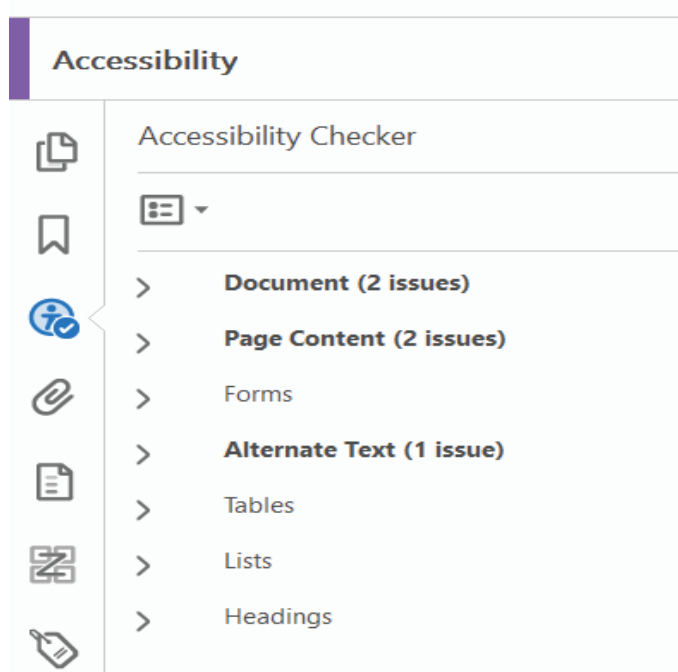 Accessibility
Accessibility Checker
Document (2 issues)
Page Content (2 issues)
Forms
Alternate Text (1 issue)
Tables
Lists
Headings